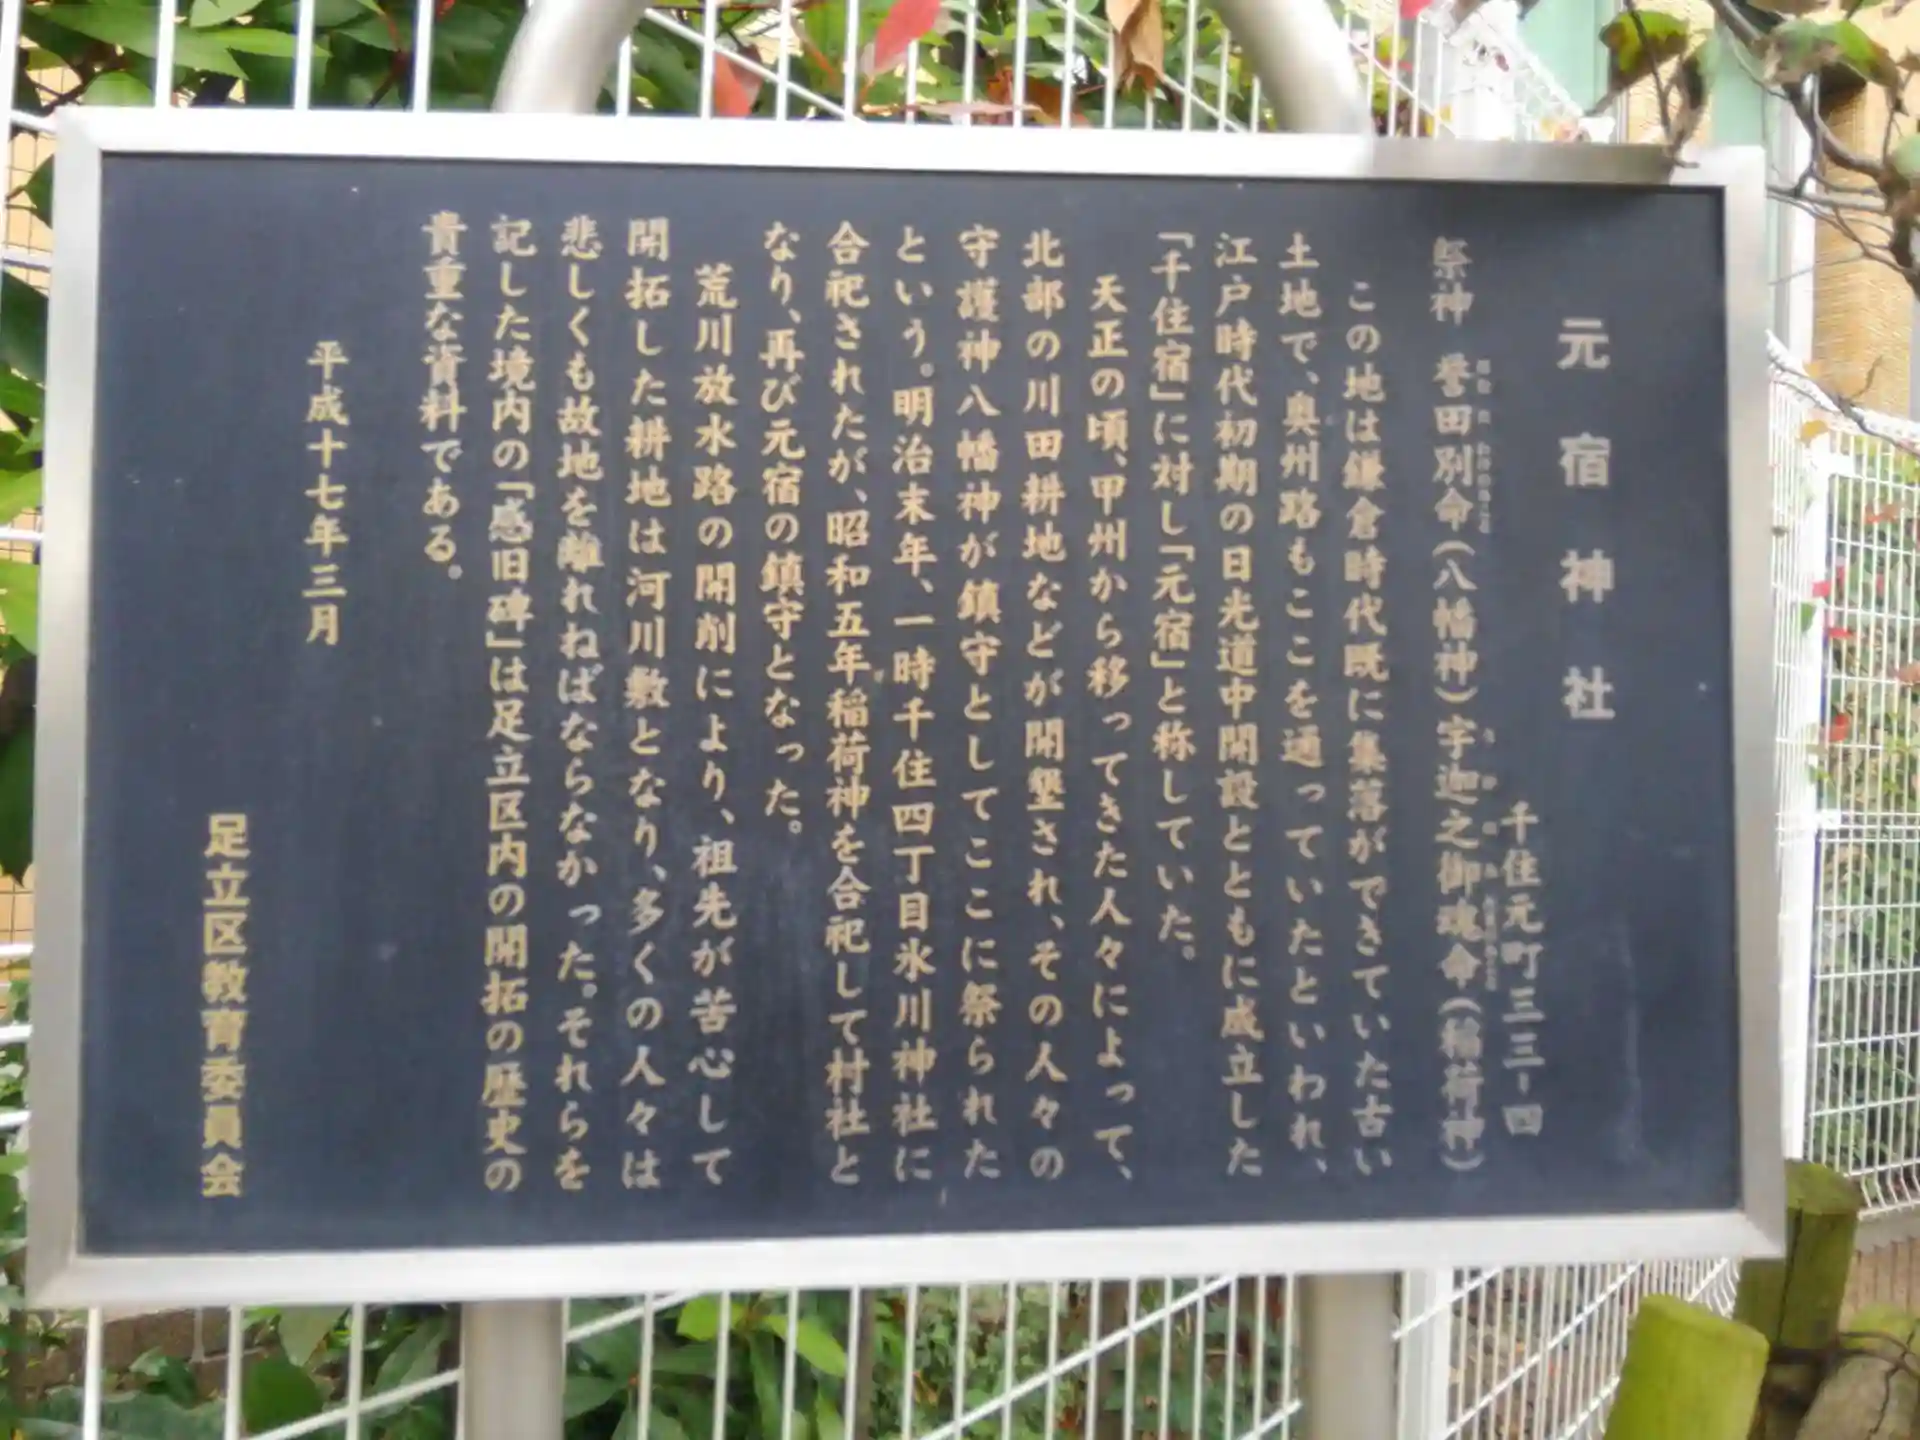 元宿神社
千住元町三三-四
祭神 誉田別命（八幡神）宇迦之御魂命（稲荷神）
この地は鎌倉時代既に集落ができていた古い
土地で、奥州路もここを通っていたといわれ、
江戸時代初期の日光道中開設とともに成立した
「千住宿」に対し「元宿」と称していた。
天正の頃、甲州から移ってきた人々によって、
北部の川田耕地などが開墾され、その人々の
守護神八幡神が鎮守としてここに祭られた
という。明治末年、一時千住四丁目氷川神社に
合祀されたが、昭和五年稲荷神を合祀して村社と
なり、再び元宿の鎮守となった。
荒川放水路の開削により、祖先が苦心して
開拓した耕地は河川敷となり、多くの人々は
悲しくも故地を離れねばならなかった。それらを
記した境内の「感旧碑」は足立区内の開拓の歴史の
貴重な資料である。
平成十七年三月
足立区教育委員会